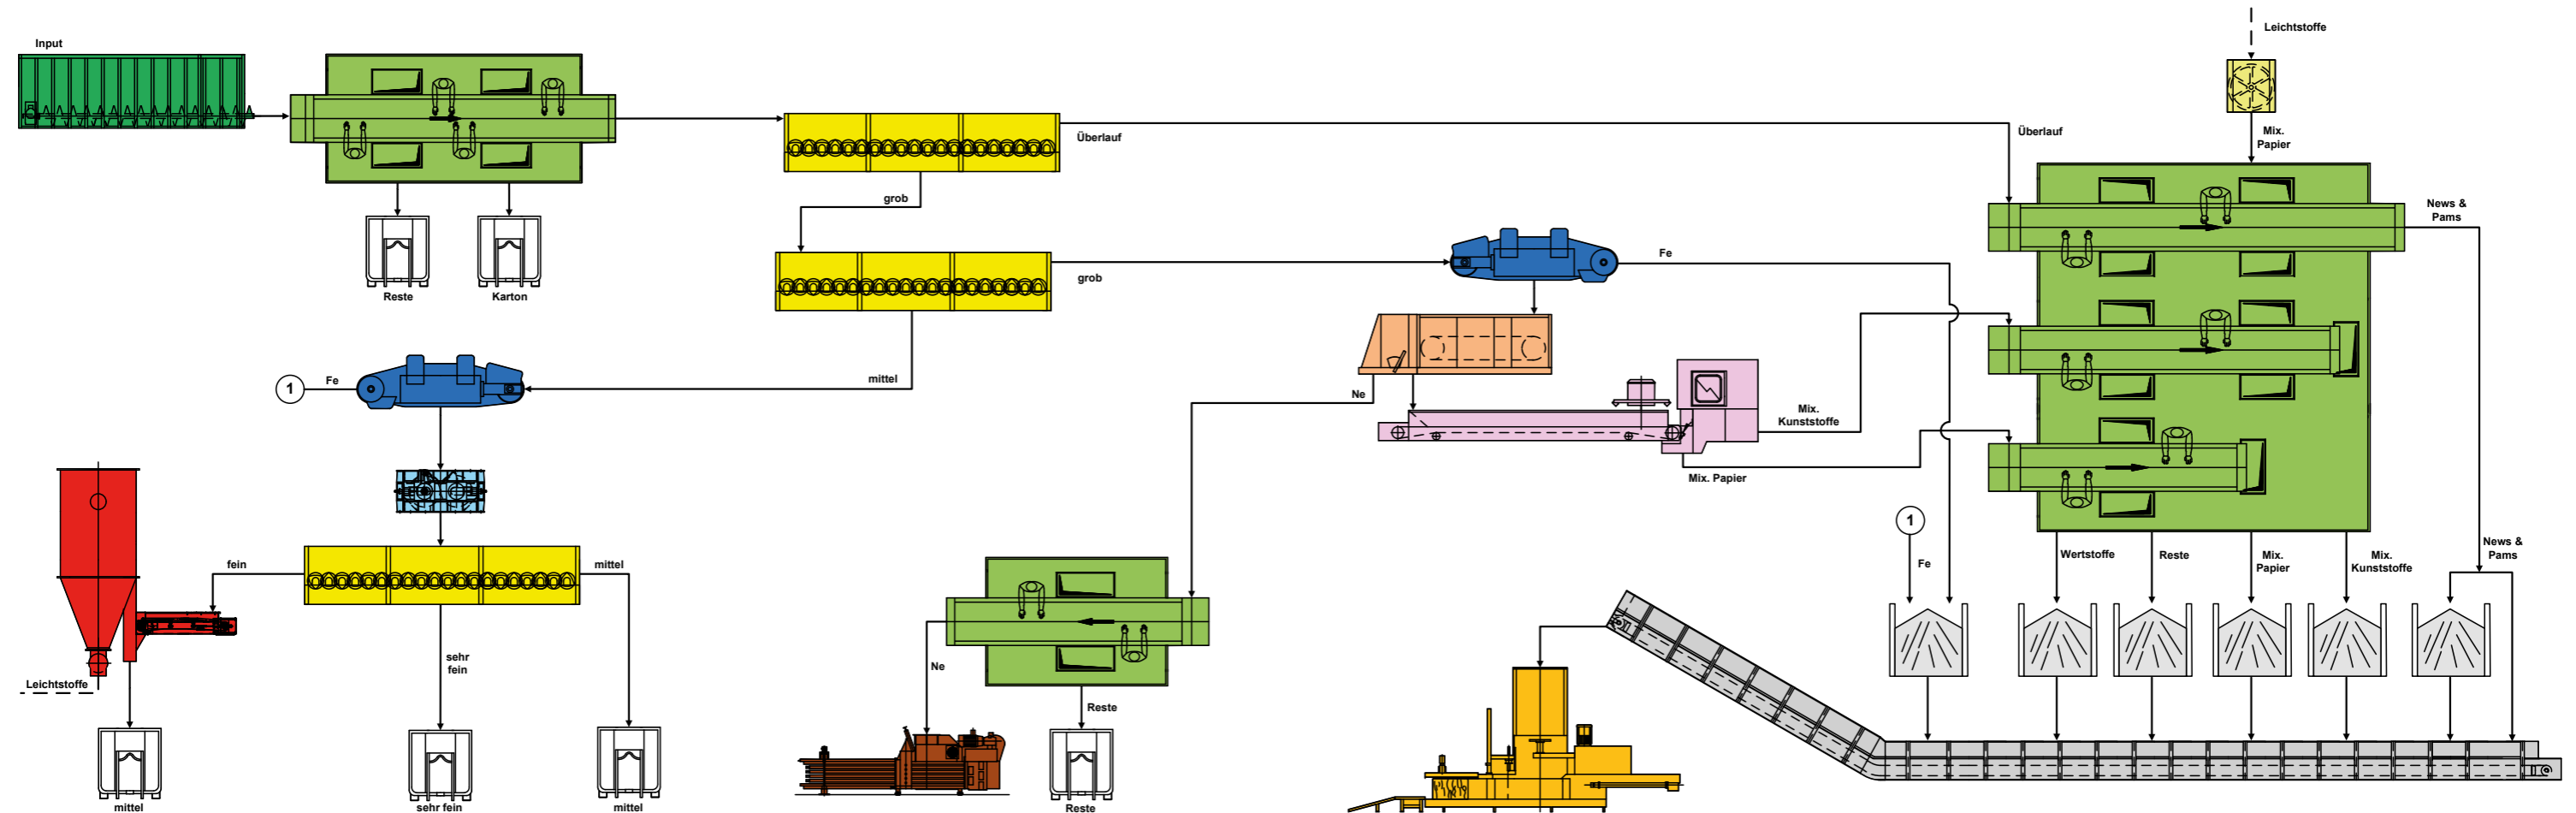 Input
Leichtstoffe
Überlauf
Überlauf
Mix.
Papier
grob
News &
Pams
Reste
Karton
grob
Fe
1
Fe
mittel
Ne
Mix.
Kunststoffe
Mix. Papier
1
Fe
Wertstoffe
Reste
Mix.
Papier
Mix.
Kunststoffe
News &
Pams
fein
mittel
sehr
fein
Ne
Leichtstoffe
Reste
mittel
sehr fein
mittel
Reste